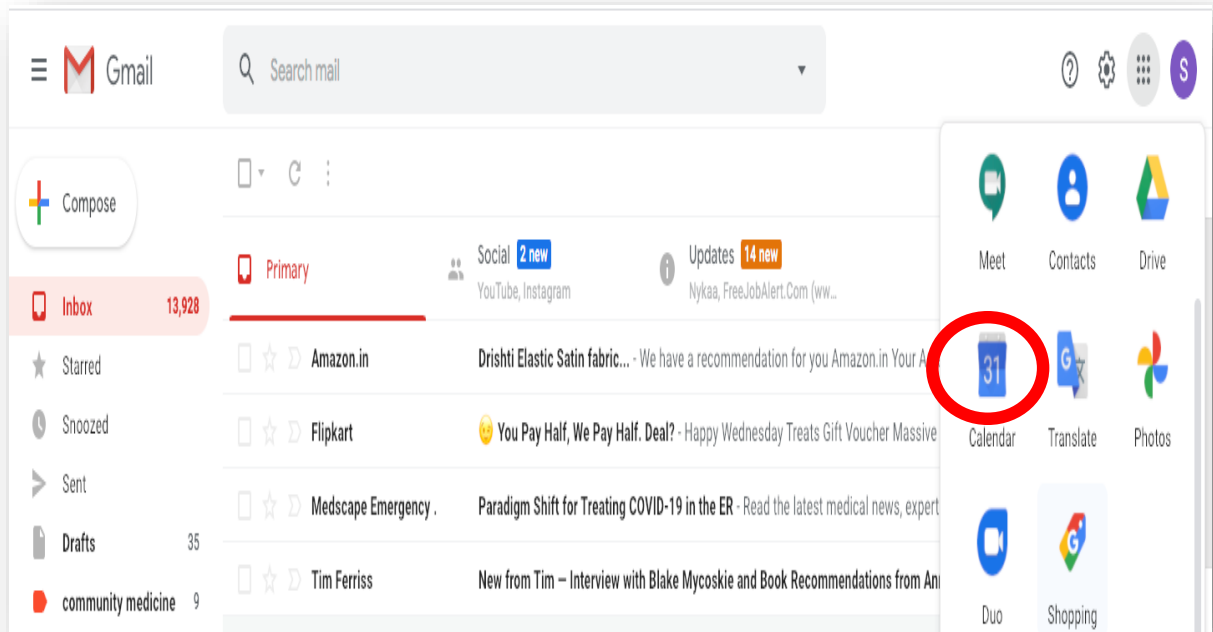 Gmail
Search mail
S
Compose
Inbox 13,928
Starred
Snoozed
Sent
Drafts 35
community medicine 9
Primary
Social 2 new
YouTube, Instagram
Updates 14 new
Nykaa, FreeJobAlert.Com (ww...
Amazon.in Drishti Elastic Satin fabric... - We have a recommendation for you Amazon.in Your A
Flipkart You Pay Half, We Pay Half. Deal? - Happy Wednesday Treats Gift Voucher Massive
Medscape Emergency . Paradigm Shift for Treating COVID-19 in the ER - Read the latest medical news, expert
Tim Ferriss New from Tim — Interview with Blake Mycoskie and Book Recommendations from
Meet Contacts Drive
31 G 文
Calendar Translate Photos
G
Duo Shopping